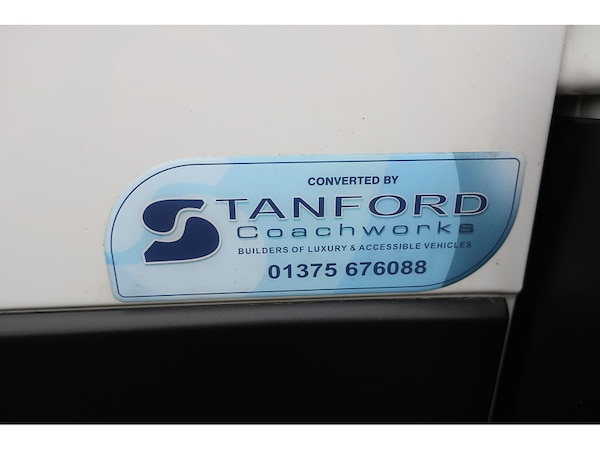 CONVERTED BY
STANFORD
Coachworks
BUILDERS OF LUXURY & ACCESSIBLE VEHICLES
01375 676088